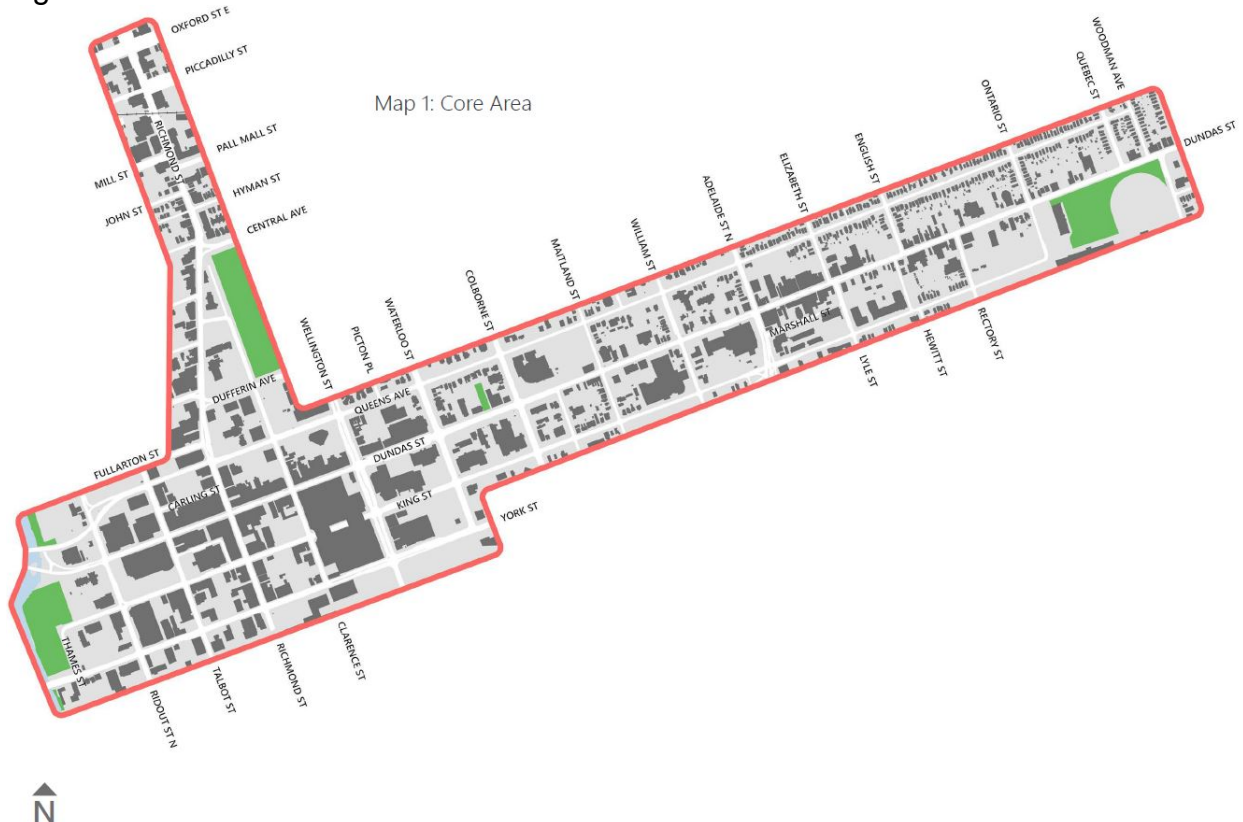 OXFORD ST E
PICCADILLY ST
Map 1: Core Area
RICHMOND ST
PALL MALL ST
MILL ST
HYMAN ST
JOHN ST
CENTRAL AVE
WOODMAN AVE
QUEBEC ST
ONTARIO ST
DUNDAS ST
ENGLISH ST
ELIZABETH ST
ADELAIDE ST N
WILLIAM ST
MAITLAND ST
COLBORNE ST
WATERLOO ST
PICTON PL
WELLINGTON ST
DUFFERIN AVE
QUEENS AVE
MARSHALL ST
LYLE ST
HEWITT ST
RECTORY ST
FULLARTON ST
DUNDAS ST
CARLING ST
KING ST
YORK ST
THAMES ST
RIDOUT ST N
TALBOT ST
RICHMOND ST
CLARENCE ST
N